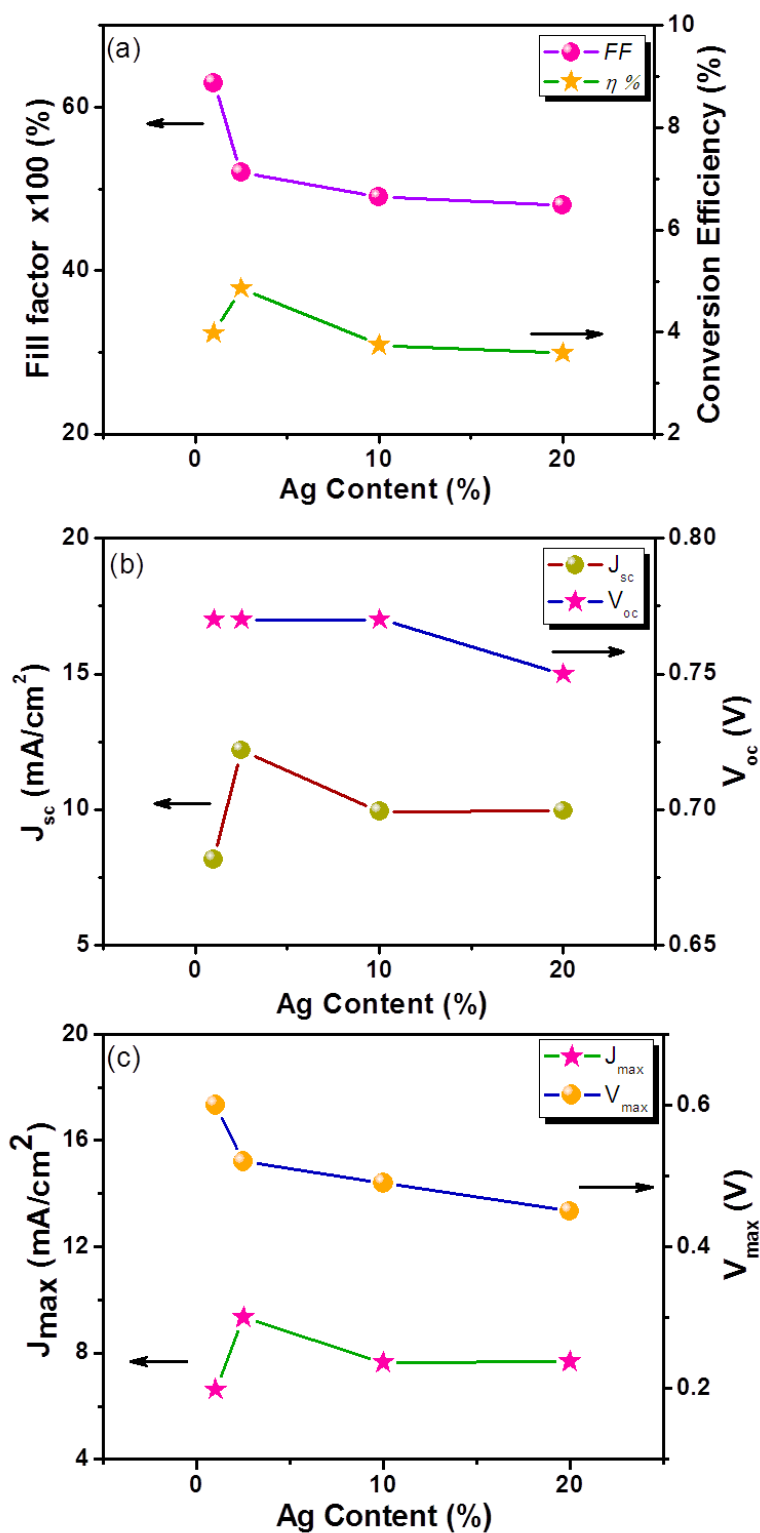 (a)
FF
η %
Fill factor x100 (%)
60
40
20
10
8
6
4
2
Conversion Efficiency (%)
0 10 20
Ag Content (%)
(b)
Jsc
Voc
Jsc (mA/cm2)
20
15
10
5
0.80
0.75
0.70
0.65
Voc (V)
0 10 20
Ag Content (%)
(c)
Jmax
Vmax
Jmax (mA/cm2)
20
16
12
8
4
0.6
0.4
0.2
Vmax (V)
0 10 20
Ag Content (%)